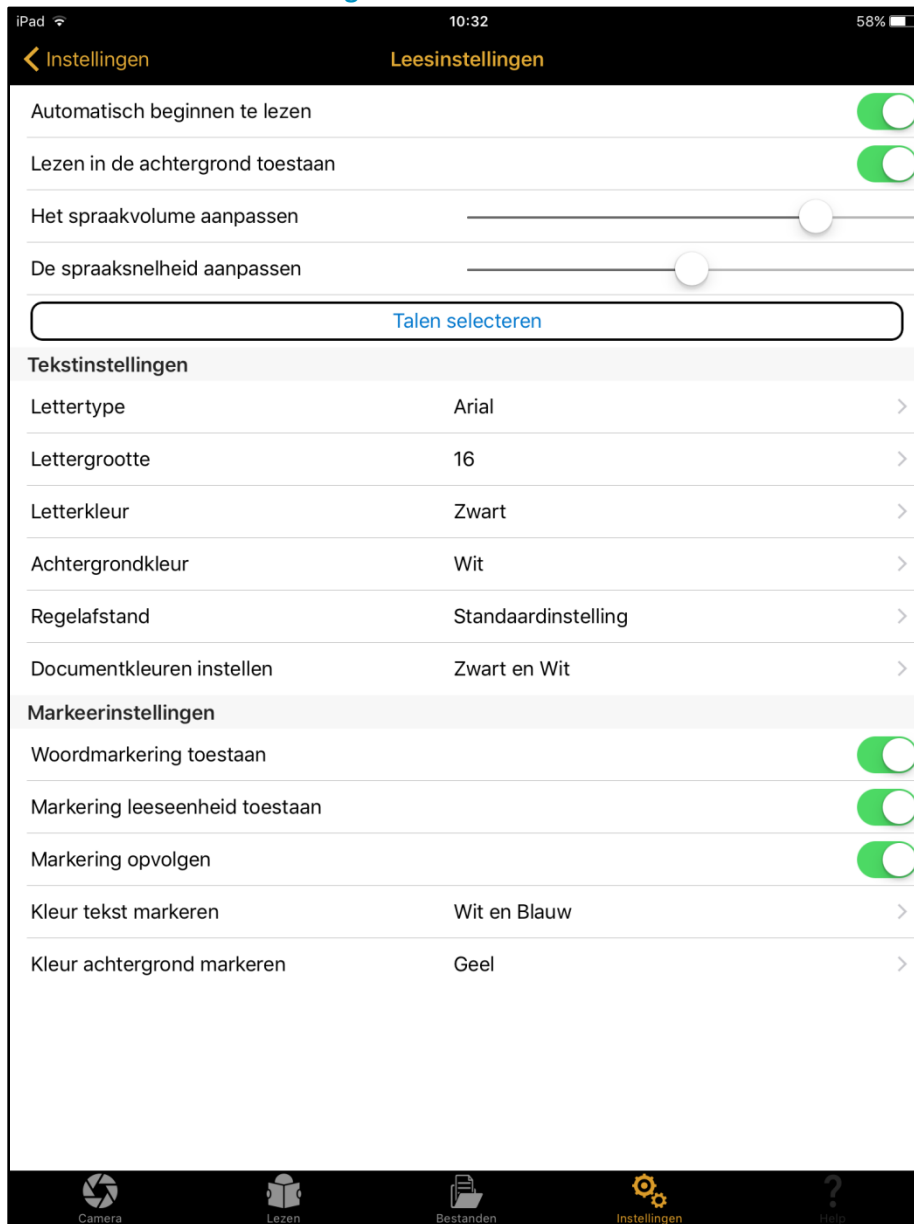 iPad 10:32 58%
Instellingen Leesinstellingen
Automatisch beginnen te lezen
Lezen in de achtergrond toestaan
Het spraakvolume aanpassen
De spraaksnelheid aanpassen
Talen selecteren
Tekstinstellingen
Lettertype Arial
Lettergrootte 16
Letterkleur Zwart
Achtergrondkleur Wit
Regelafstand Standaardinstelling
Documentkleuren instellen Zwart en Wit
Markeerinstellingen
Woordmarkering toestaan
Markering leeseenheid toestaan
Markering opvolgen
Kleur tekst markeren Wit en Blauw
Kleur achtergrond markeren Geel
Camera Lezen Bestanden Instellingen Help